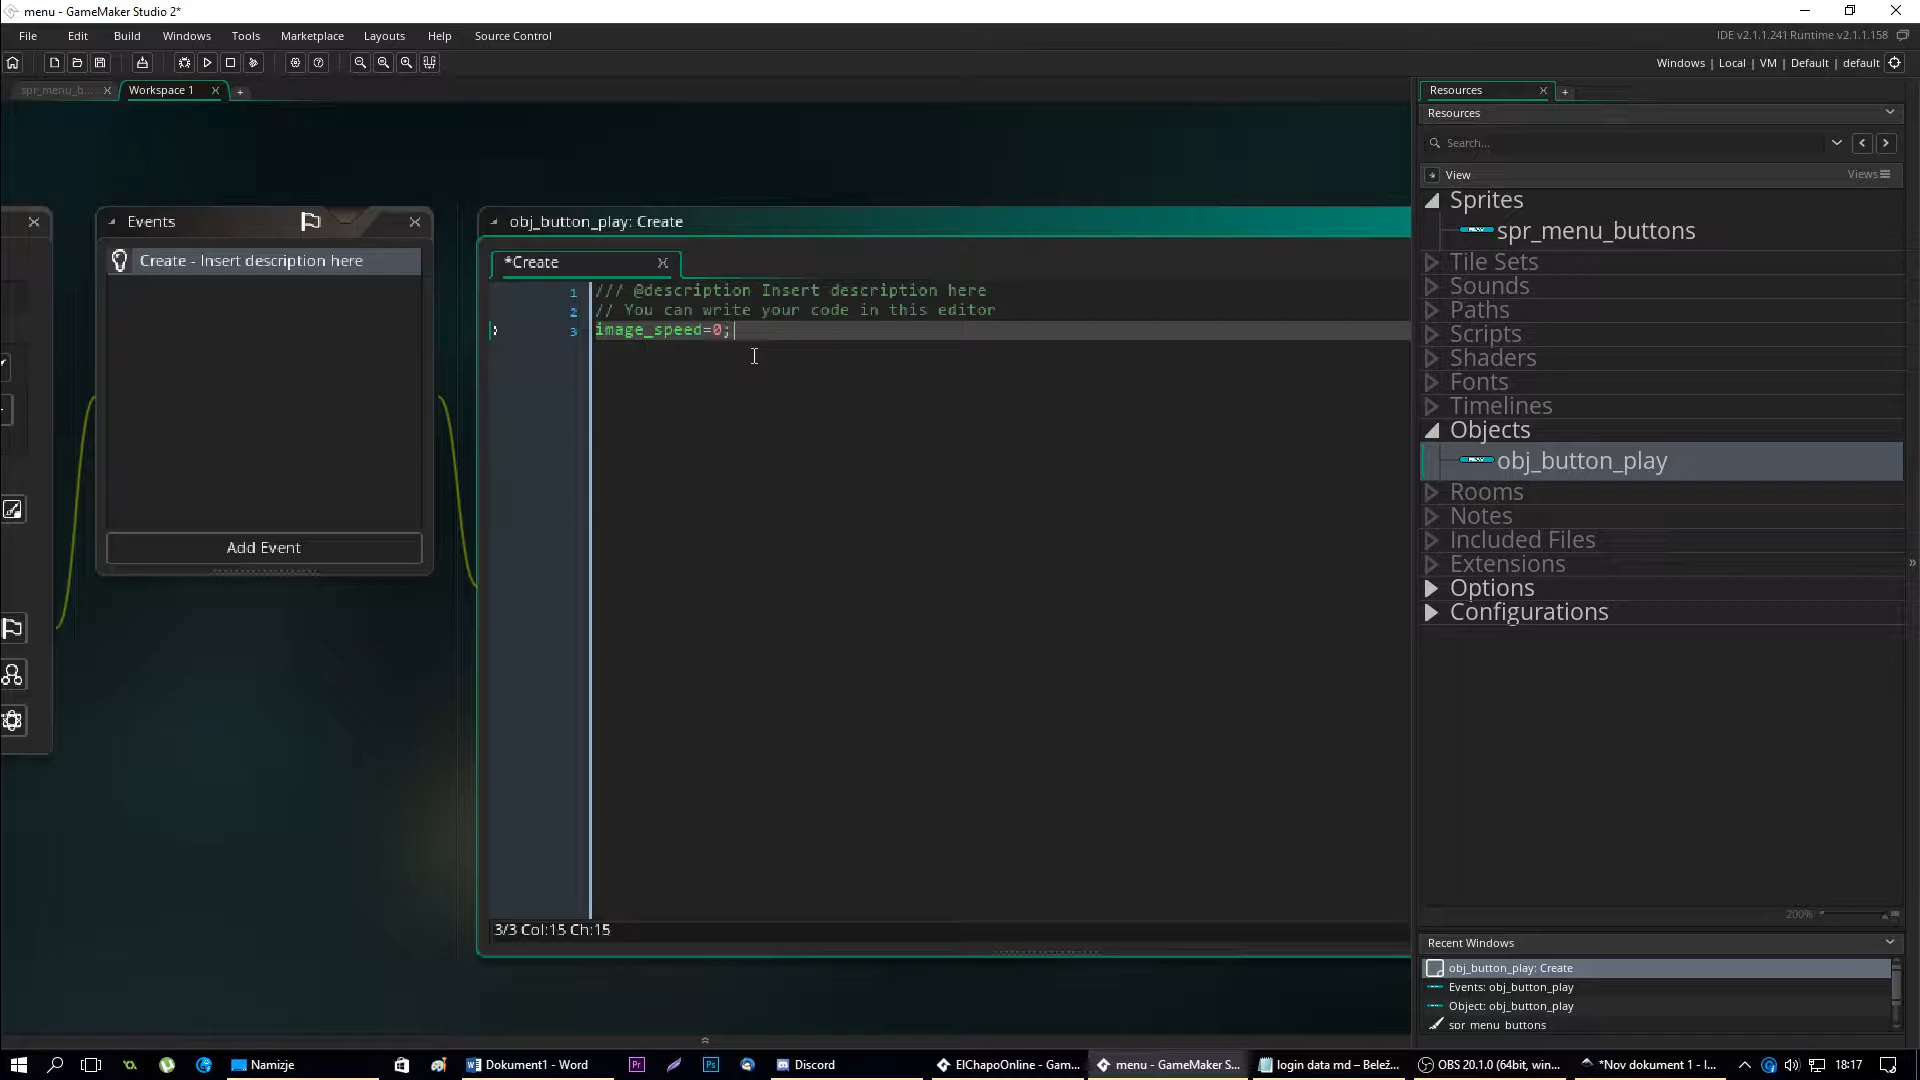 menu - GameMaker Studio 2*
File Edit Build Windows Tools Marketplace Layouts Help Source Control
IDE v2.1.1.241 Runtime v2.1.1.158
Windows | Local | VM | Default | default
spr_menu_b...
Workspace 1
Resources
Resources
Search...
View
Views
Events
Create - Insert description here
Add Event
obj_button_play: Create
*Create
1 /// @description Insert description here
2 // You can write your code in this editor
3 image_speed=0;
3/3 Col:15 Ch:15
Sprites
spr_menu_buttons
Tile Sets
Sounds
Paths
Scripts
Shaders
Fonts
Timelines
Objects
obj_button_play
Rooms
Notes
Included Files
Extensions
Options
Configurations
200%
Recent Windows
obj_button_play: Create
Events: obj_button_play
Object: obj_button_play
spr_menu_buttons
Namizje
Dokument1 - Word
Pr
Ps
Discord
ElChapoOnline - Gam...
menu - GameMaker S...
login data md – Belež...
OBS 20.1.0 (64bit, win...
*Nov dokument 1 - I...
18:17